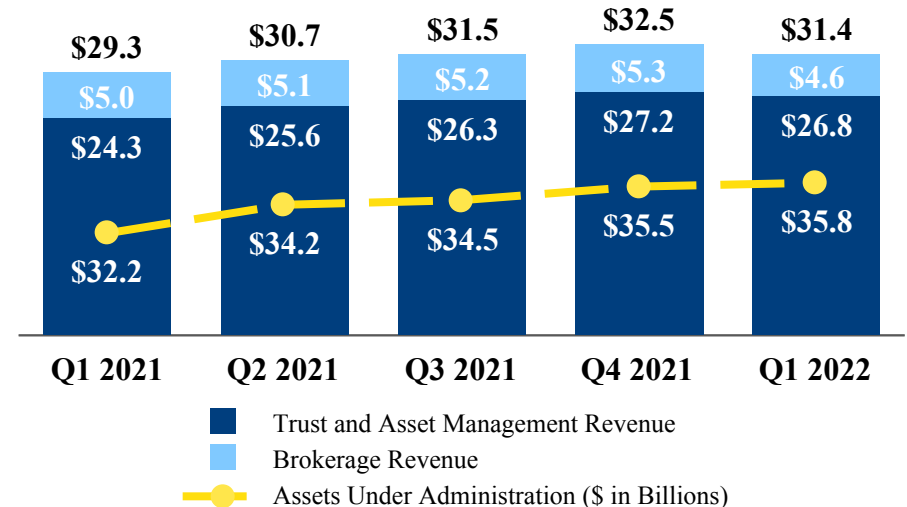 $29.3 $30.7 $31.5 $32.5 $31.4
$5.0 $5.1 $5.2 $5.3 $4.6
$24.3 $25.6 $26.3 $27.2 $26.8
$32.2 $34.2 $34.5 $35.5 $35.8
Q1 2021 Q2 2021 Q3 2021 Q4 2021 Q1 2022
Trust and Asset Management Revenue
Brokerage Revenue
Assets Under Administration ($ in Billions)